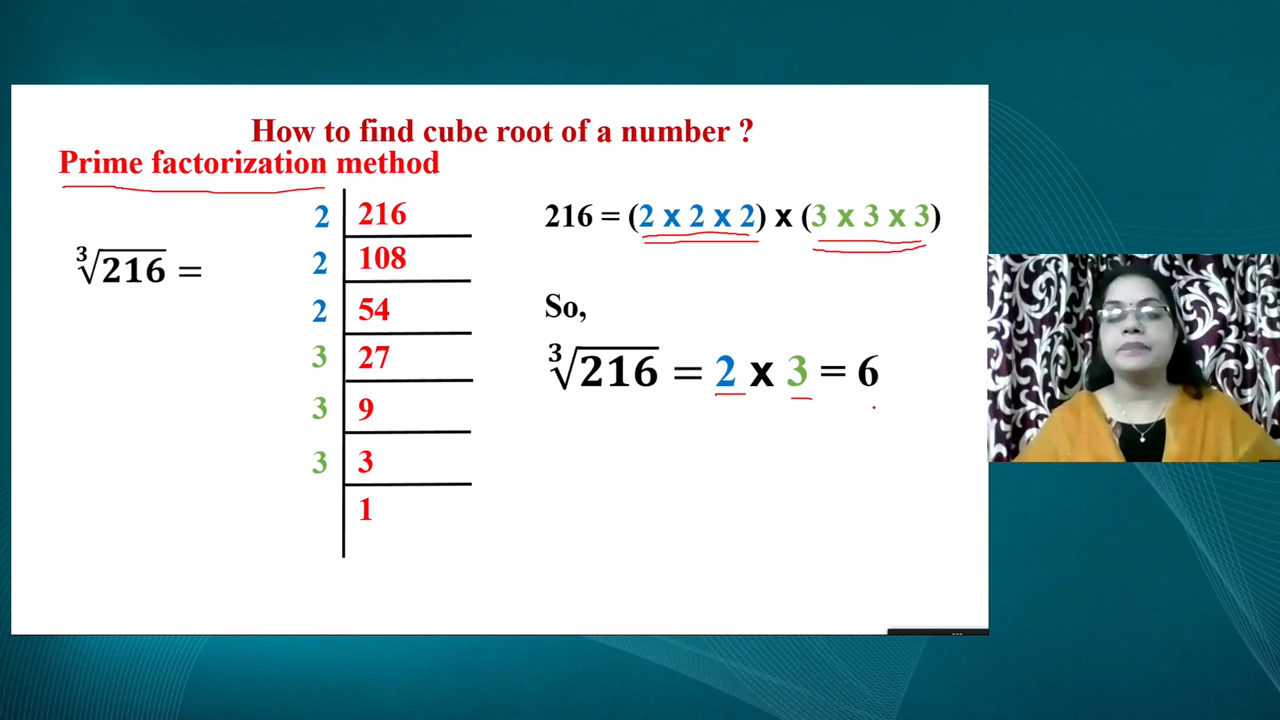 How to find cube root of a number ?
Prime factorization method
∛216 =
2 216
2 108
2 54
3 27
3 9
3 3
1
216 = (2 x 2 x 2) x (3 x 3 x 3)
So,
∛216 = 2 x 3 = 6